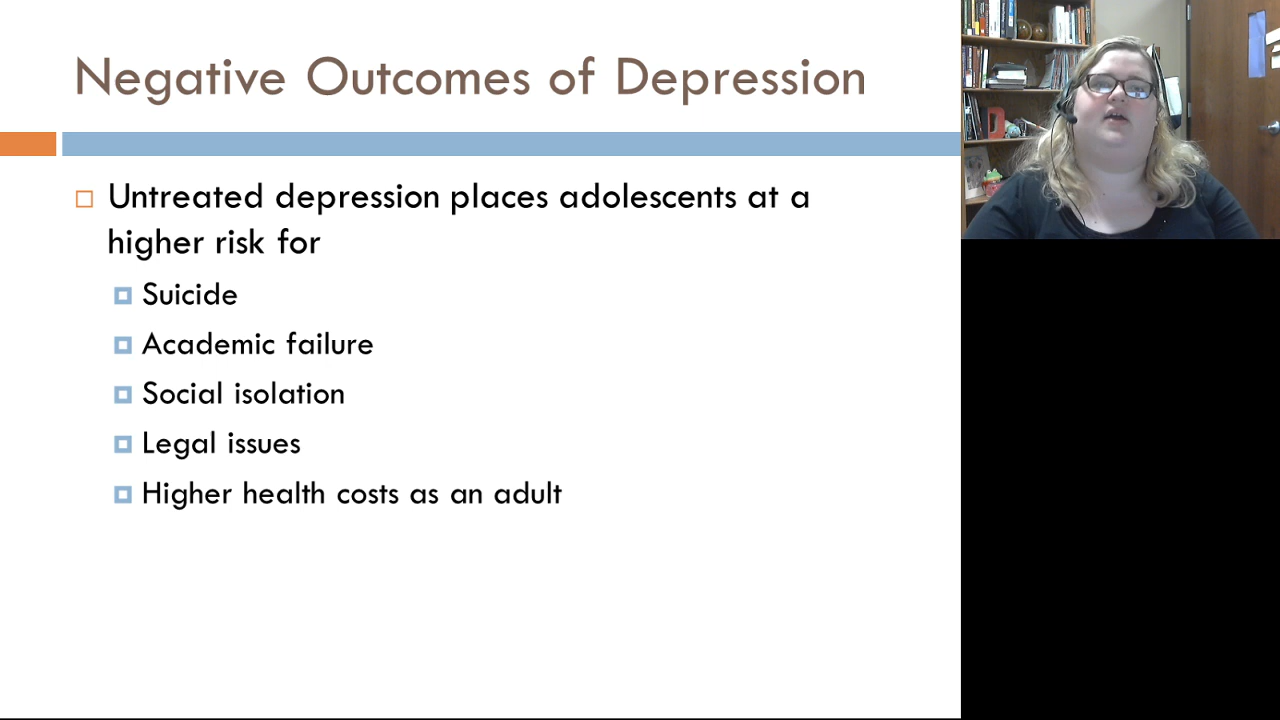 Negative Outcomes of Depression
Untreated depression places adolescents at a
higher risk for
Suicide
Academic failure
Social isolation
Legal issues
Higher health costs as an adult